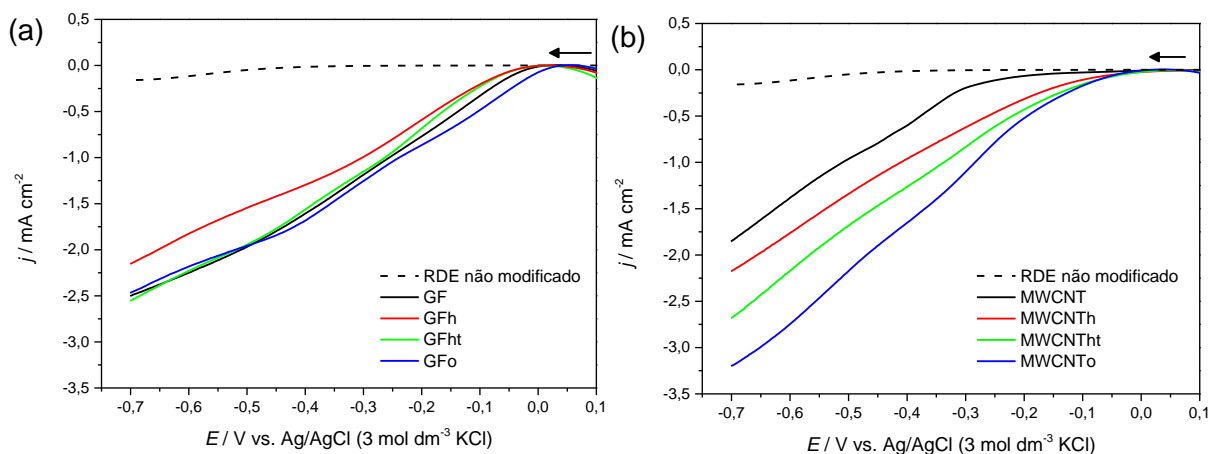 (a)
0,5
0,0
-0,5
-1,0
-1,5
-2,0
-2,5
-3,0
-3,5
j / mA cm⁻²
RDE não modificado
GF
GFh
GFht
GFo
-0,7 -0,6 -0,5 -0,4 -0,3 -0,2 -0,1 0,0 0,1
E / V vs. Ag/AgCl (3 mol dm⁻³ KCl)
(b)
0,5
0,0
-0,5
-1,0
-1,5
-2,0
-2,5
-3,0
-3,5
j / mA cm⁻²
RDE não modificado
MWCNT
MWCNTh
MWCNTht
MWCNTo
-0,7 -0,6 -0,5 -0,4 -0,3 -0,2 -0,1 0,0 0,1
E / V vs. Ag/AgCl (3 mol dm⁻³ KCl)